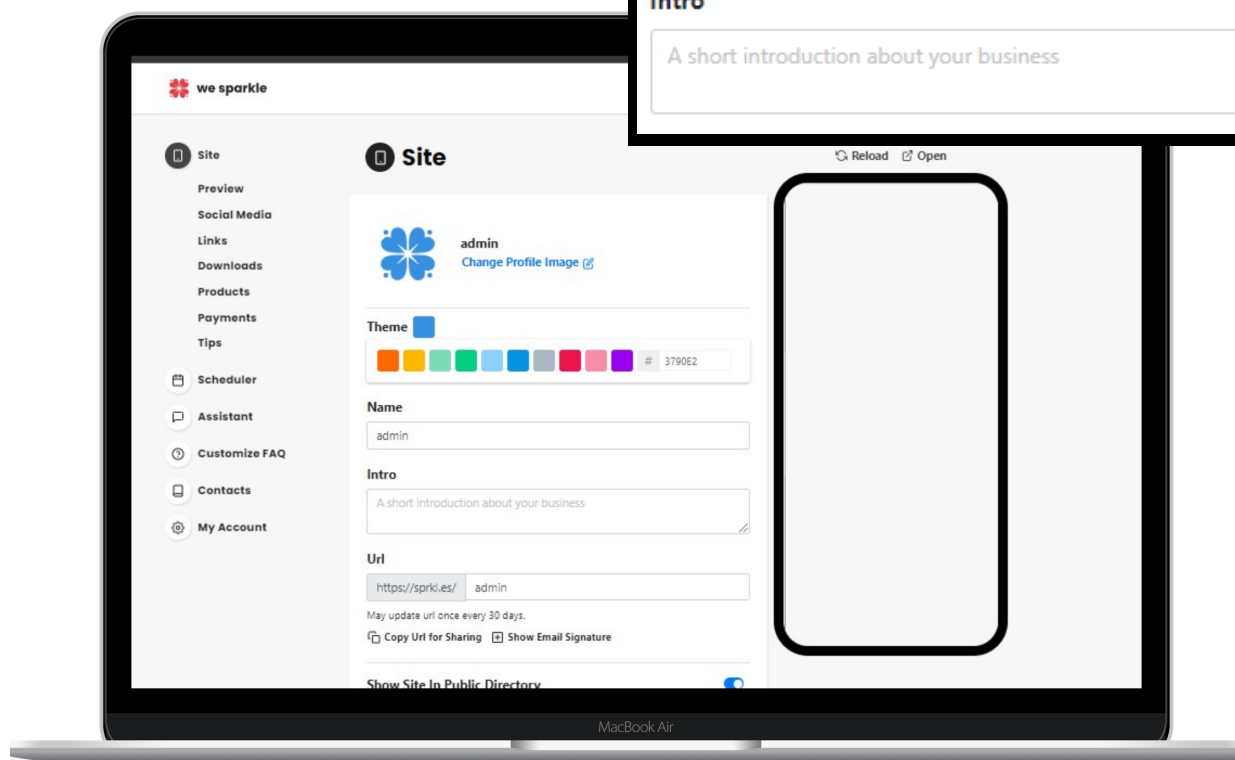 Intro
A short introduction about your business
we sparkle
Site
Preview
Social Media
Links
Downloads
Products
Payments
Tips
Scheduler
Assistant
Customize FAQ
Contacts
My Account
Site
Reload Open
admin
Change Profile Image
Theme
# 3790E2
Name
admin
Intro
A short introduction about your business
Url
https://sprkl.es/ admin
May update url once every 30 days.
Copy Url for Sharing Show Email Signature
Show Site In Public Directory
MacBook Air